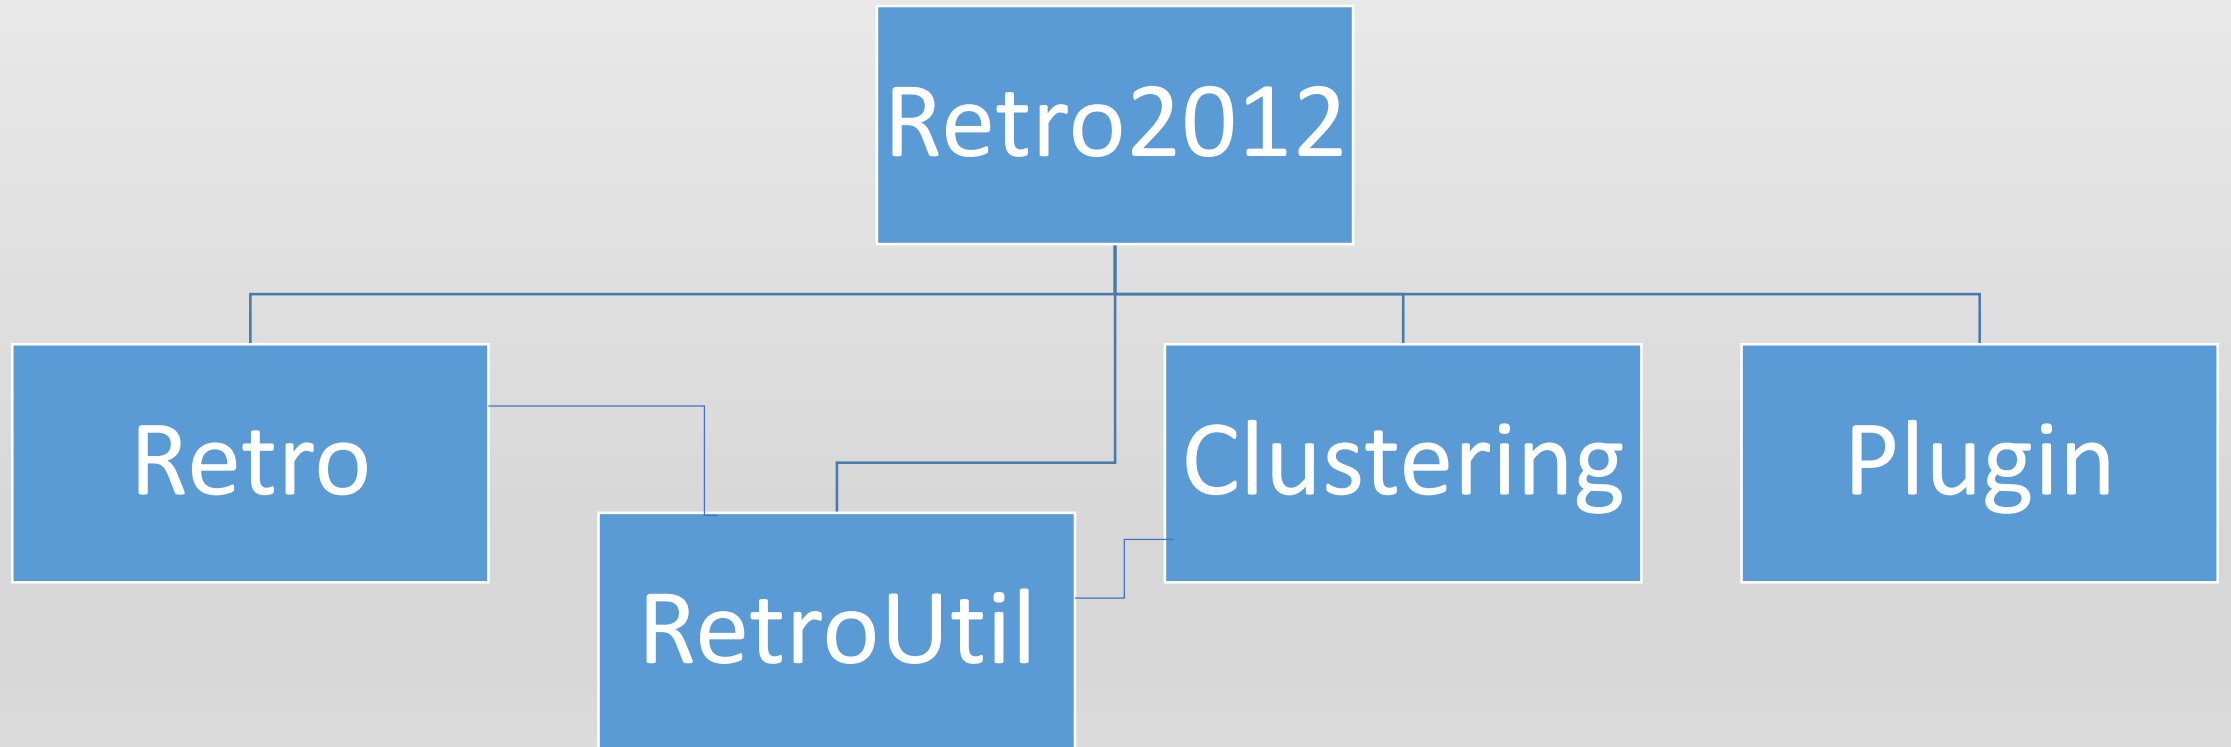 Retro2012
Retro
Clustering
Plugin
RetroUtil